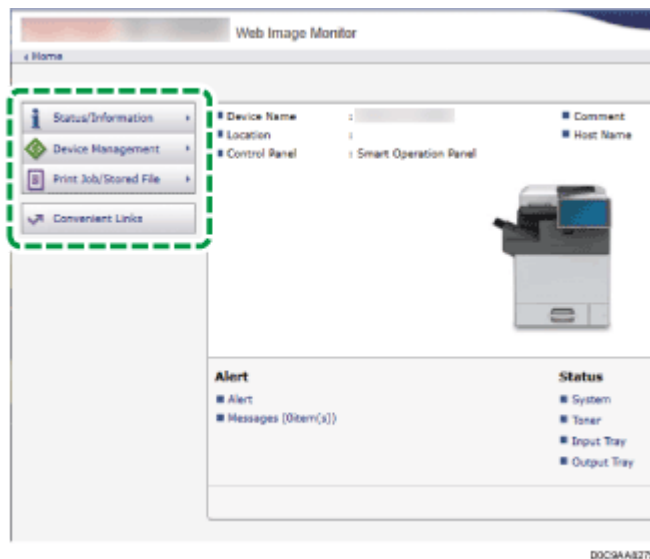 Web Image Monitor
Home
Status/Information
Device Management
Print Job/Stored File
Convenient Links
Device Name :
Comment
Location :
Host Name
Control Panel : Smart Operation Panel
Alert
Alert
Messages (0item(s))
Status
System
Toner
Input Tray
Output Tray